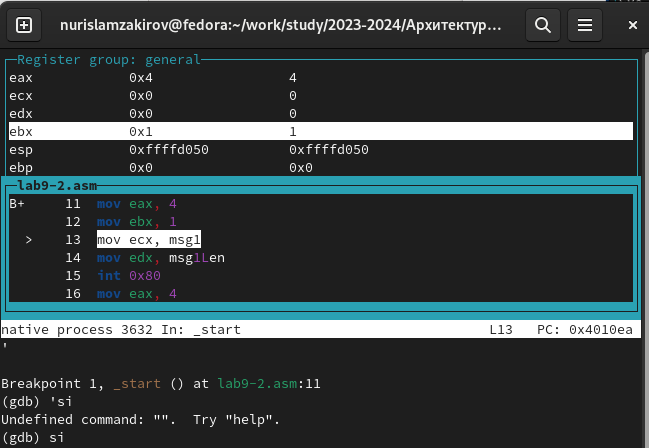 nurislamzakirov@fedora:~/work/study/2023-2024/Архитектур...
Register group: general
eax 0x4 4
ecx 0x0 0
edx 0x0 0
ebx 0x1 1
esp 0xffffd050 0xffffd050
ebp 0x0 0x0
lab9-2.asm
B+ 11 mov eax, 4
12 mov ebx, 1
> 13 mov ecx, msg1
14 mov edx, msg1Len
15 int 0x80
16 mov eax, 4
native process 3632 In: _start L13 PC: 0x4010ea
'
Breakpoint 1, _start () at lab9-2.asm:11
(gdb) 'si
Undefined command: "". Try "help".
(gdb) si